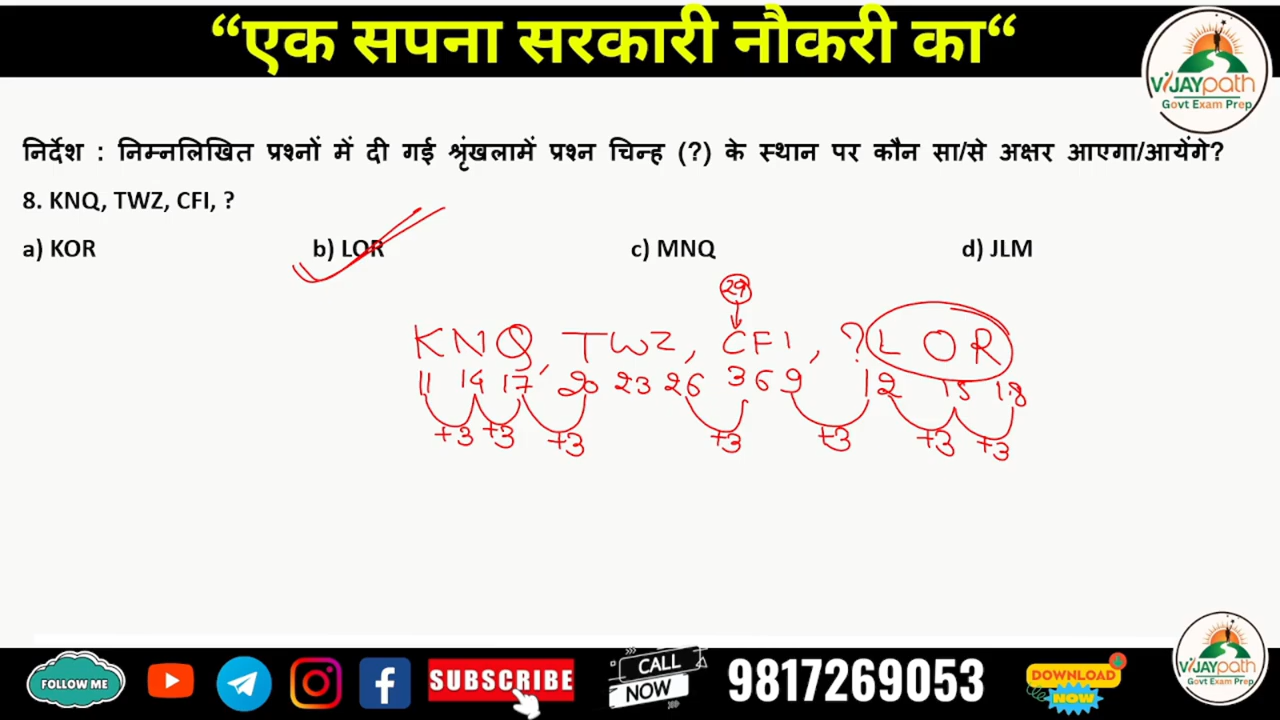 “एक सपना सरकारी नौकरी का“
VIJAYpath
Govt Exam Prep
निर्देश : निम्नलिखित प्रश्नों में दी गई श्रृंखलामें प्रश्न चिन्ह (?) के स्थान पर कौन सा/से अक्षर आएगा/आयेंगे?
8. KNQ, TWZ, CFI, ?
a) KOR b) LOR c) MNQ d) JLM
29
KNQ, TWZ, CFI, ? LOR
11 14 17 20 23 26 3 6 9 12 15 18
+3 +3 +3 +3 +3 +3 +3
VIJAYpath
Govt Exam Prep
FOLLOW ME SUBSCRIBE CALL NOW 9817269053 DOWNLOAD NOW